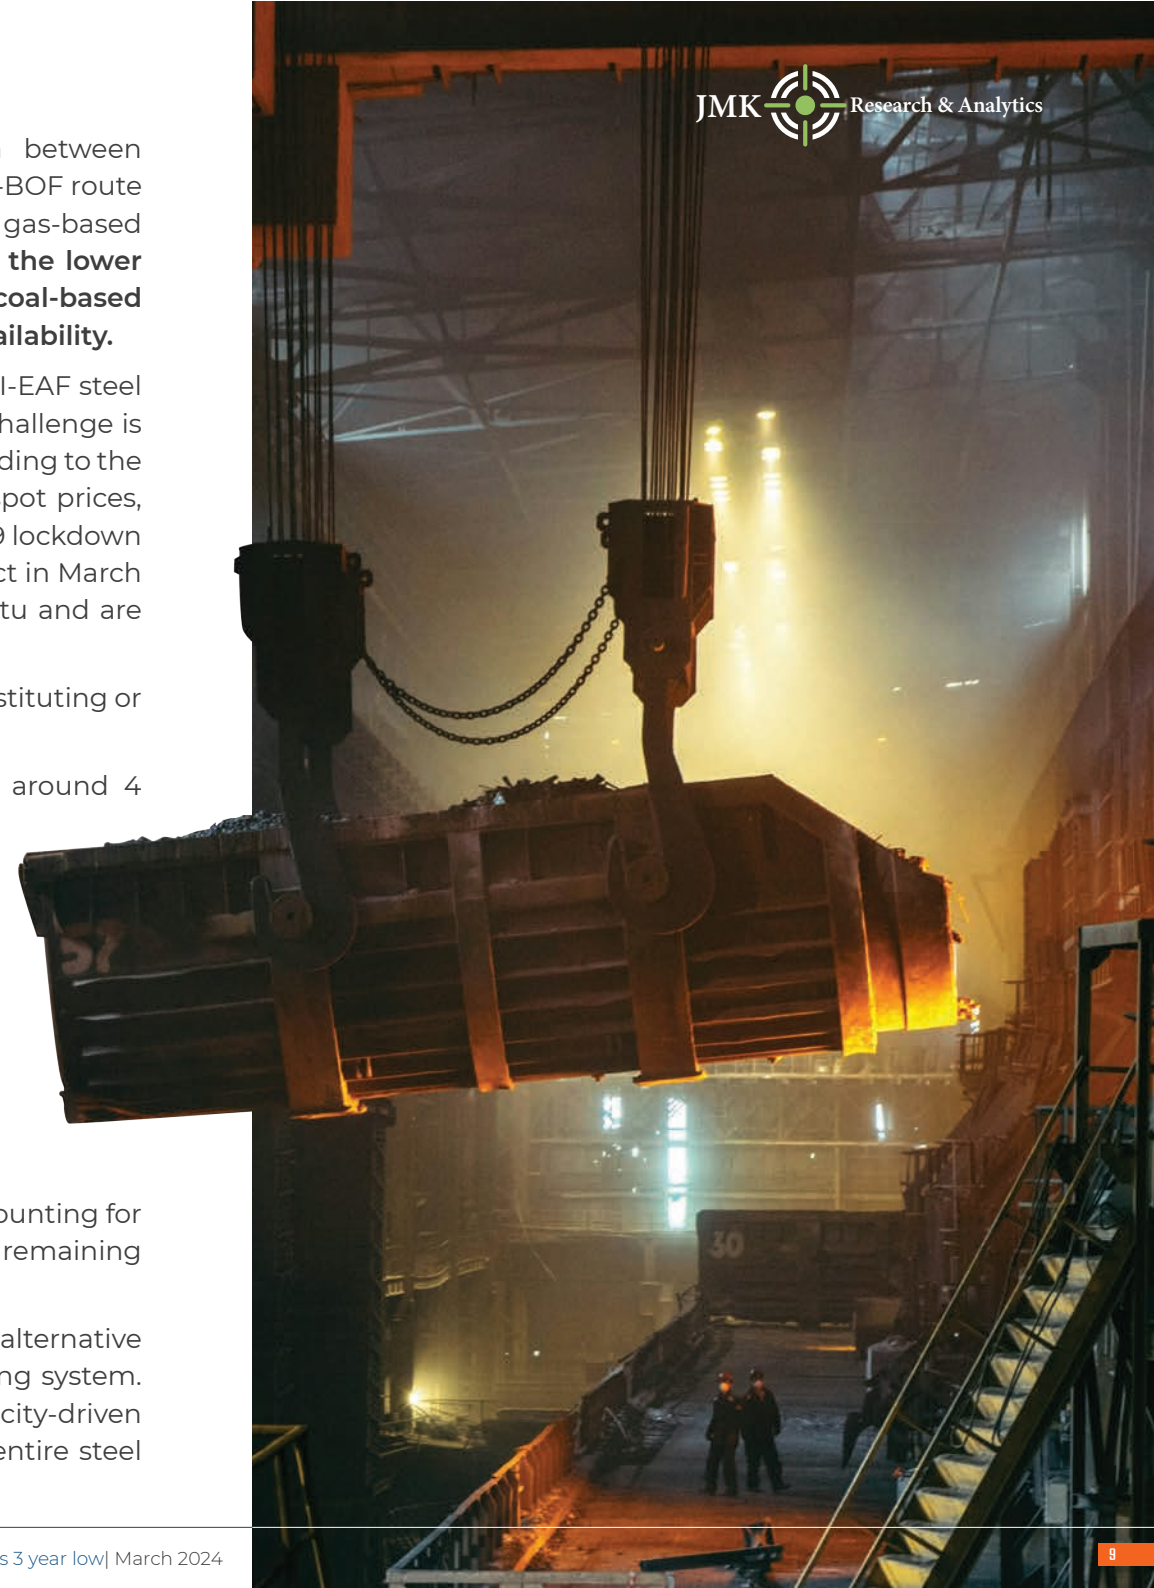 JMK Research & Analytics
between
-BOF route
gas-based
the lower
coal-based
ailability.
I-EAF steel
hallenge is
ding to the
spot prices,
9 lockdown
ct in March
tu and are
stituting or
around 4
57
ounting for
remaining
30
alternative
ng system.
city-driven
entire steel
s 3 year low| March 2024
9